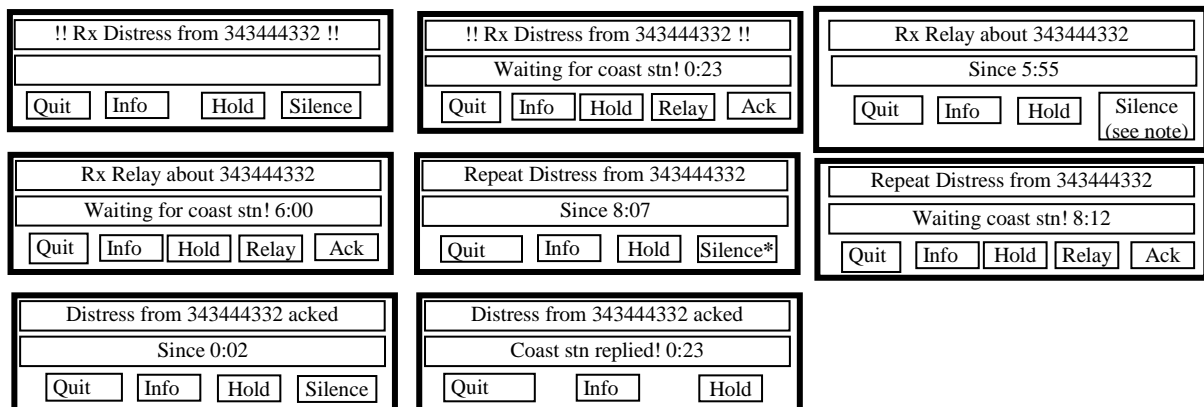 !! Rx Distress from 343444332 !!
Quit Info Hold Silence
!! Rx Distress from 343444332 !!
Waiting for coast stn! 0:23
Quit Info Hold Relay Ack
Rx Relay about 343444332
Since 5:55
Quit Info Hold Silence
(see note)
Rx Relay about 343444332
Waiting for coast stn! 6:00
Quit Info Hold Relay Ack
Repeat Distress from 343444332
Since 8:07
Quit Info Hold Silence*
Repeat Distress from 343444332
Waiting coast stn! 8:12
Quit Info Hold Relay Ack
Distress from 343444332 acked
Since 0:02
Quit Info Hold Silence
Distress from 343444332 acked
Coast stn replied! 0:23
Quit Info Hold